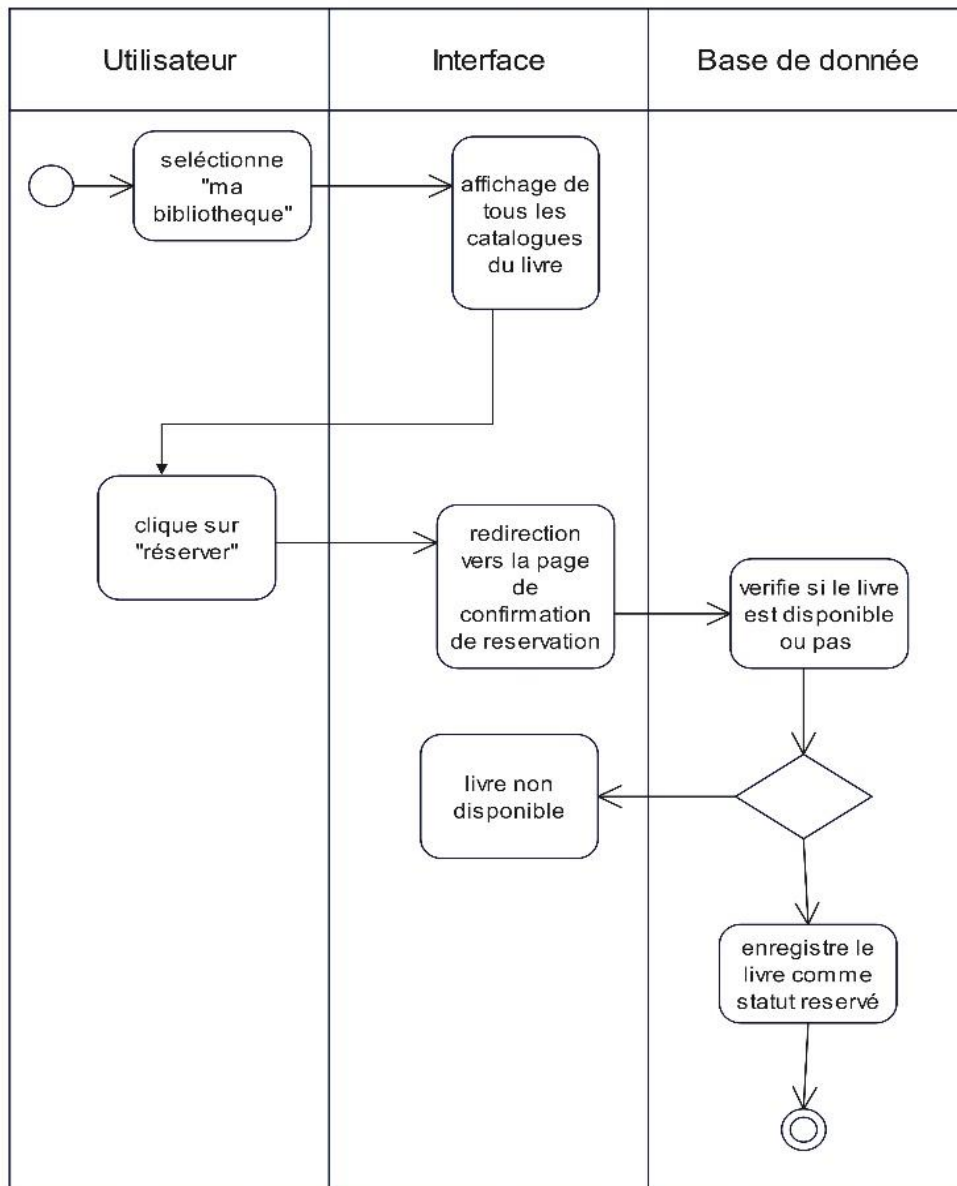 Utilisateur
Interface
Base de donnée
seléctionne
"ma
bibliotheque"
affichage de
tous les
catalogues
du livre
clique sur
"réserver"
redirection
vers la page
de
confirmation
de reservation
verifie si le livre
est disponible
ou pas
livre non
disponible
enregistre le
livre comme
statut reservé